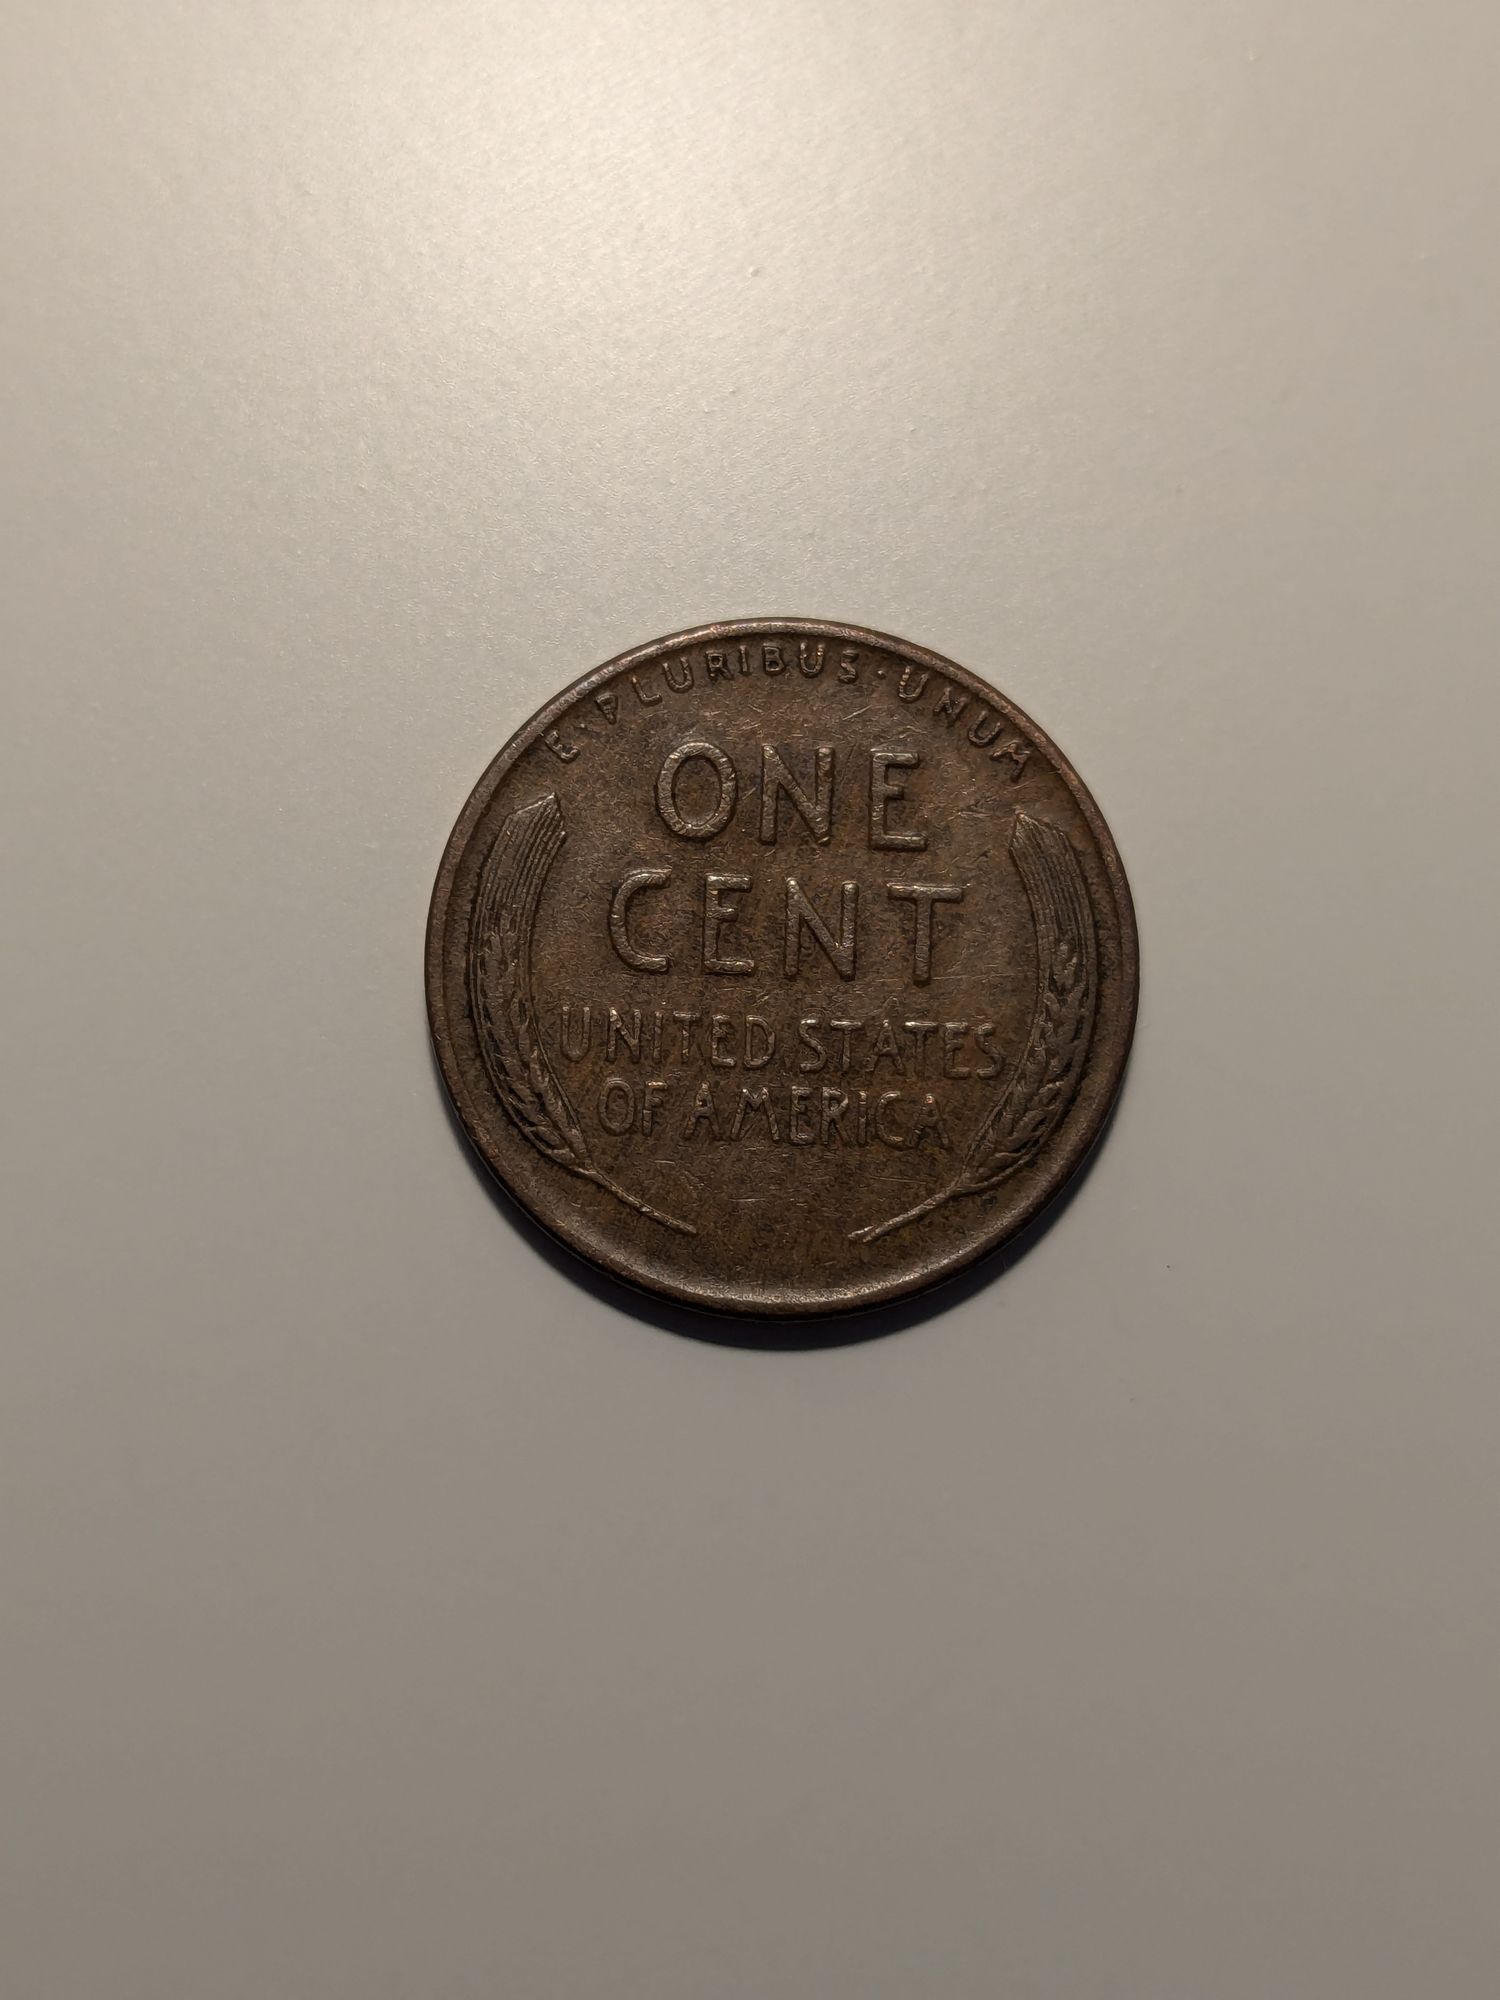 E·PLURIBUS·UNUM
ONE
CENT
UNITED STATES
OF AMERICA